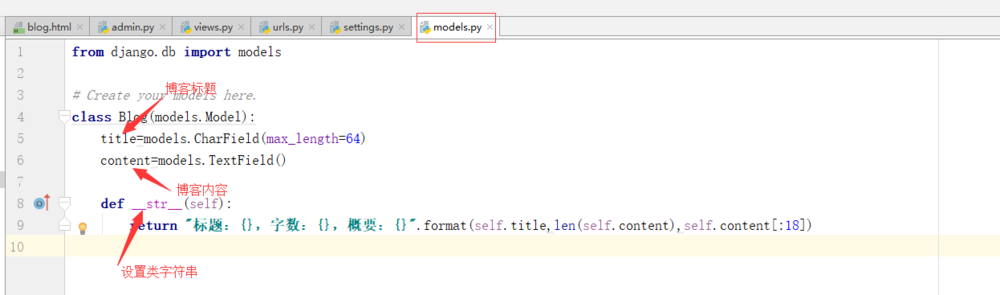 blog.html admin.py views.py urls.py settings.py models.py
1 from django.db import models
2
博客标题
3 # Create your models here.
4 class Blog(models.Model):
5 title=models.CharField(max_length=64)
6 content=models.TextField()
7
博客内容
8 def __str__(self):
9 return "标题：{}，字数：{}，概要：{}".format(self.title,len(self.content),self.content[:18])
10
设置类字符串